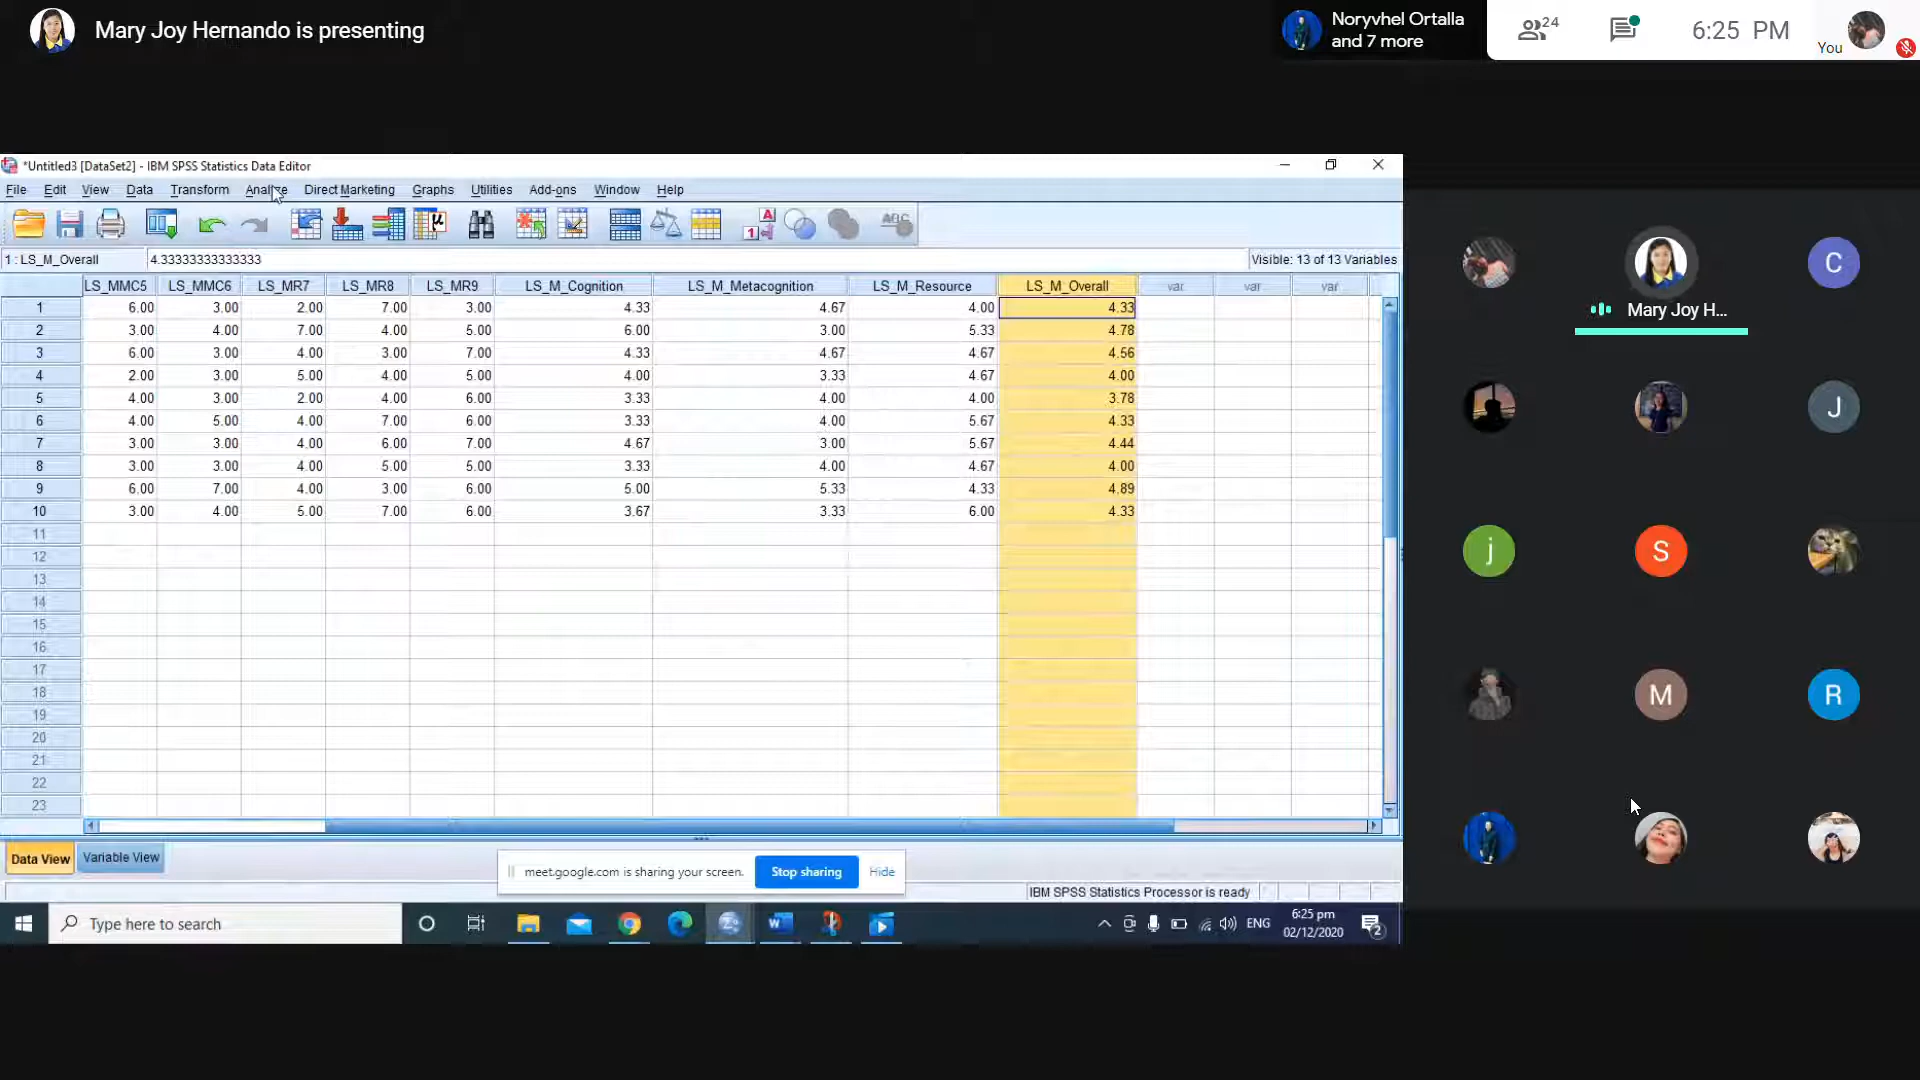 Mary Joy Hernando is presenting
Noryvhel Ortalla
and 7 more
24
6:25 PM
You
*Untitled3 [DataSet2] - IBM SPSS Statistics Data Editor
File Edit View Data Transform Analyze Direct Marketing Graphs Utilities Add-ons Window Help
1 : LS_M_Overall 4.33333333333333 Visible: 13 of 13 Variables
LS_MMC5 LS_MMC6 LS_MR7 LS_MR8 LS_MR9 LS_M_Cognition LS_M_Metacognition LS_M_Resource LS_M_Overall var var var
1 6.00 3.00 2.00 7.00 3.00 4.33 4.67 4.00 4.33
2 3.00 4.00 7.00 4.00 5.00 6.00 3.00 5.33 4.78
3 6.00 3.00 4.00 3.00 7.00 4.33 4.67 4.67 4.56
4 2.00 3.00 5.00 4.00 5.00 4.00 3.33 4.67 4.00
5 4.00 3.00 2.00 4.00 6.00 3.33 4.00 4.00 3.78
6 4.00 5.00 4.00 7.00 6.00 3.33 4.00 5.67 4.33
7 3.00 3.00 4.00 6.00 7.00 4.67 3.00 5.67 4.44
8 3.00 3.00 4.00 5.00 5.00 3.33 4.00 4.67 4.00
9 6.00 7.00 4.00 3.00 6.00 5.00 5.33 4.33 4.89
10 3.00 4.00 5.00 7.00 6.00 3.67 3.33 6.00 4.33
11
12
13
14
15
16
17
18
19
20
21
22
23
Data View Variable View
meet.google.com is sharing your screen. Stop sharing Hide
IBM SPSS Statistics Processor is ready
Type here to search
ENG
6:25 pm
02/12/2020
2
C
Mary Joy H...
J
j
S
M
R